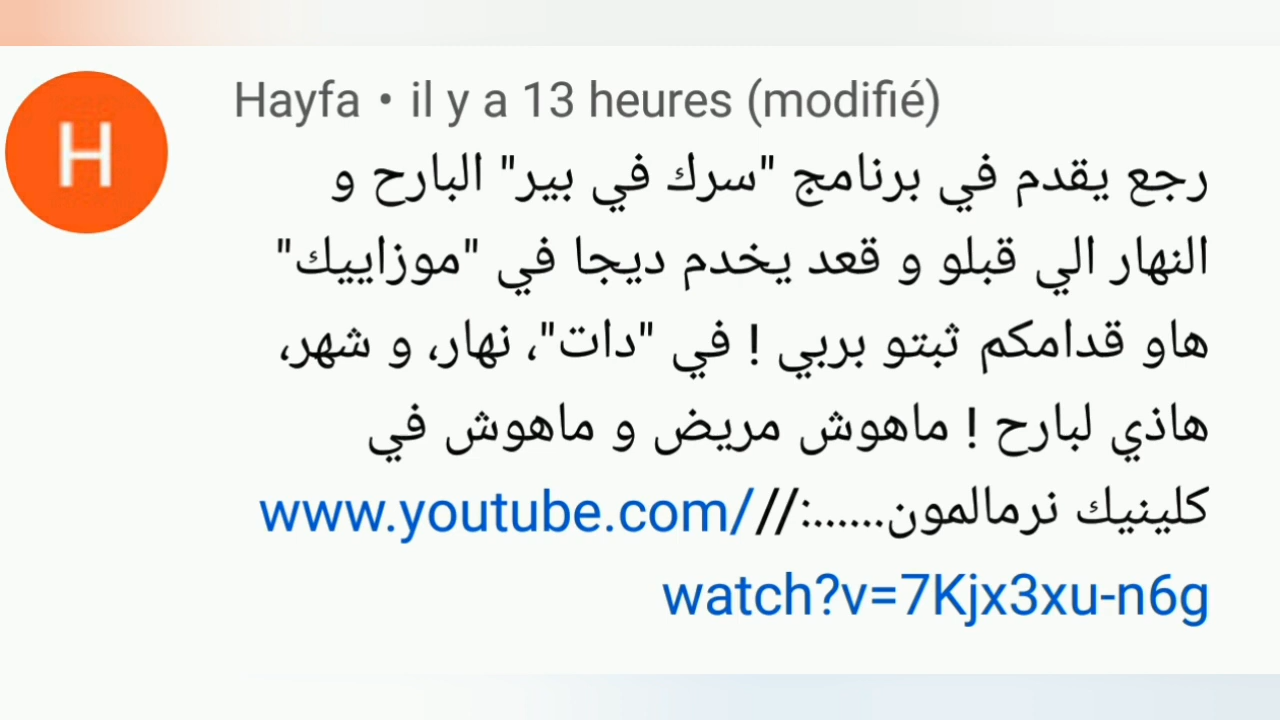 H
Hayfa • il y a 13 heures (modifié)
رجع يقدم في برنامج "سرك في بير" البارح و
النهار الي قبلو و قعد يخدم ديجا في "موزاييك"
هاو قدامكم ثبتو بربي ! في "دات"، نهار، و شهر،
هاذي لبارح ! ماهوش مريض و ماهوش في
كلينيك نرمالمون......://www.youtube.com/
watch?v=7Kjx3xu-n6g